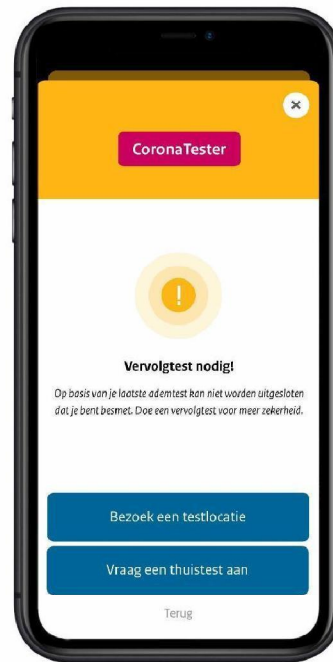 CoronaTester
Vervolgtest nodig!
Op basis van je laatste ademtest kan niet worden uitgesloten
dat je bent besmet. Doe een vervolgtest voor meer zekerheid.
Bezoek een testlocatie
Vraag een thuistest aan
Terug